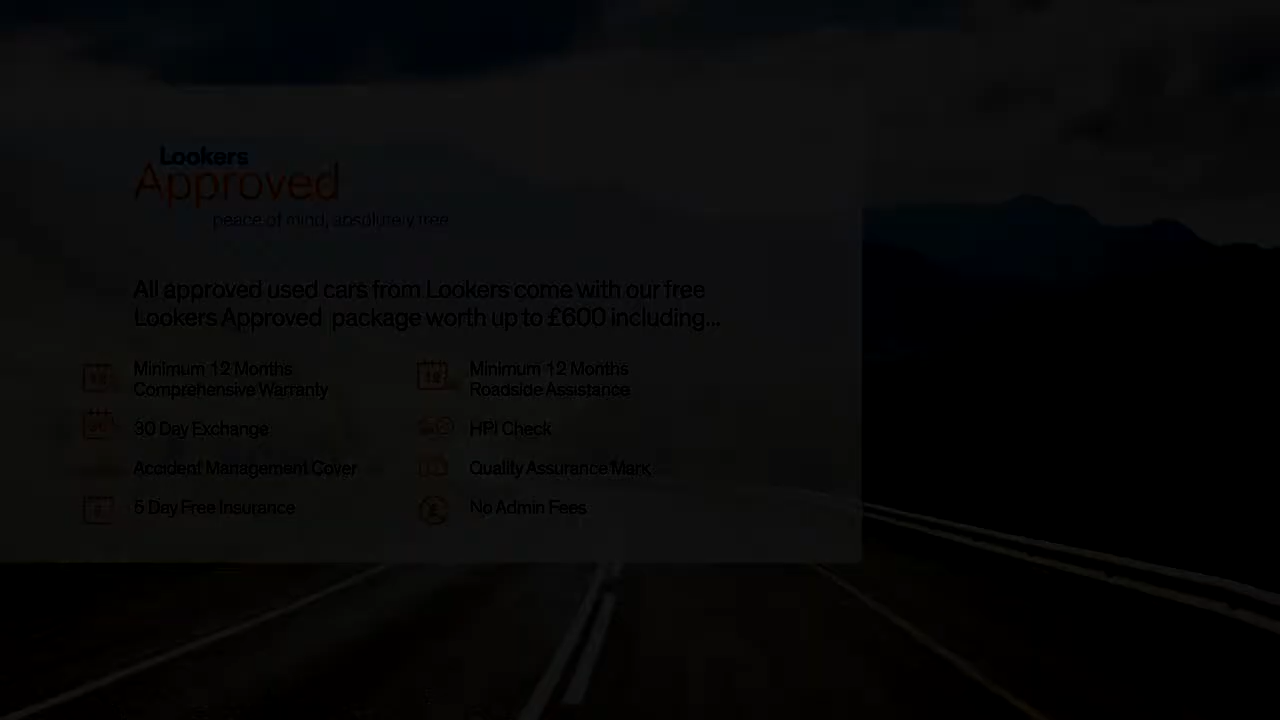 Lookers
Approved
peace of mind, absolutely free
All approved used cars from Lookers come with our free
Lookers Approved package worth up to £600 including...
Minimum 12 Months
Comprehensive Warranty
Minimum 12 Months
Roadside Assistance
30 Day Exchange
HPI Check
Accident Management Cover
Quality Assurance Mark
5 Day Free Insurance
No Admin Fees